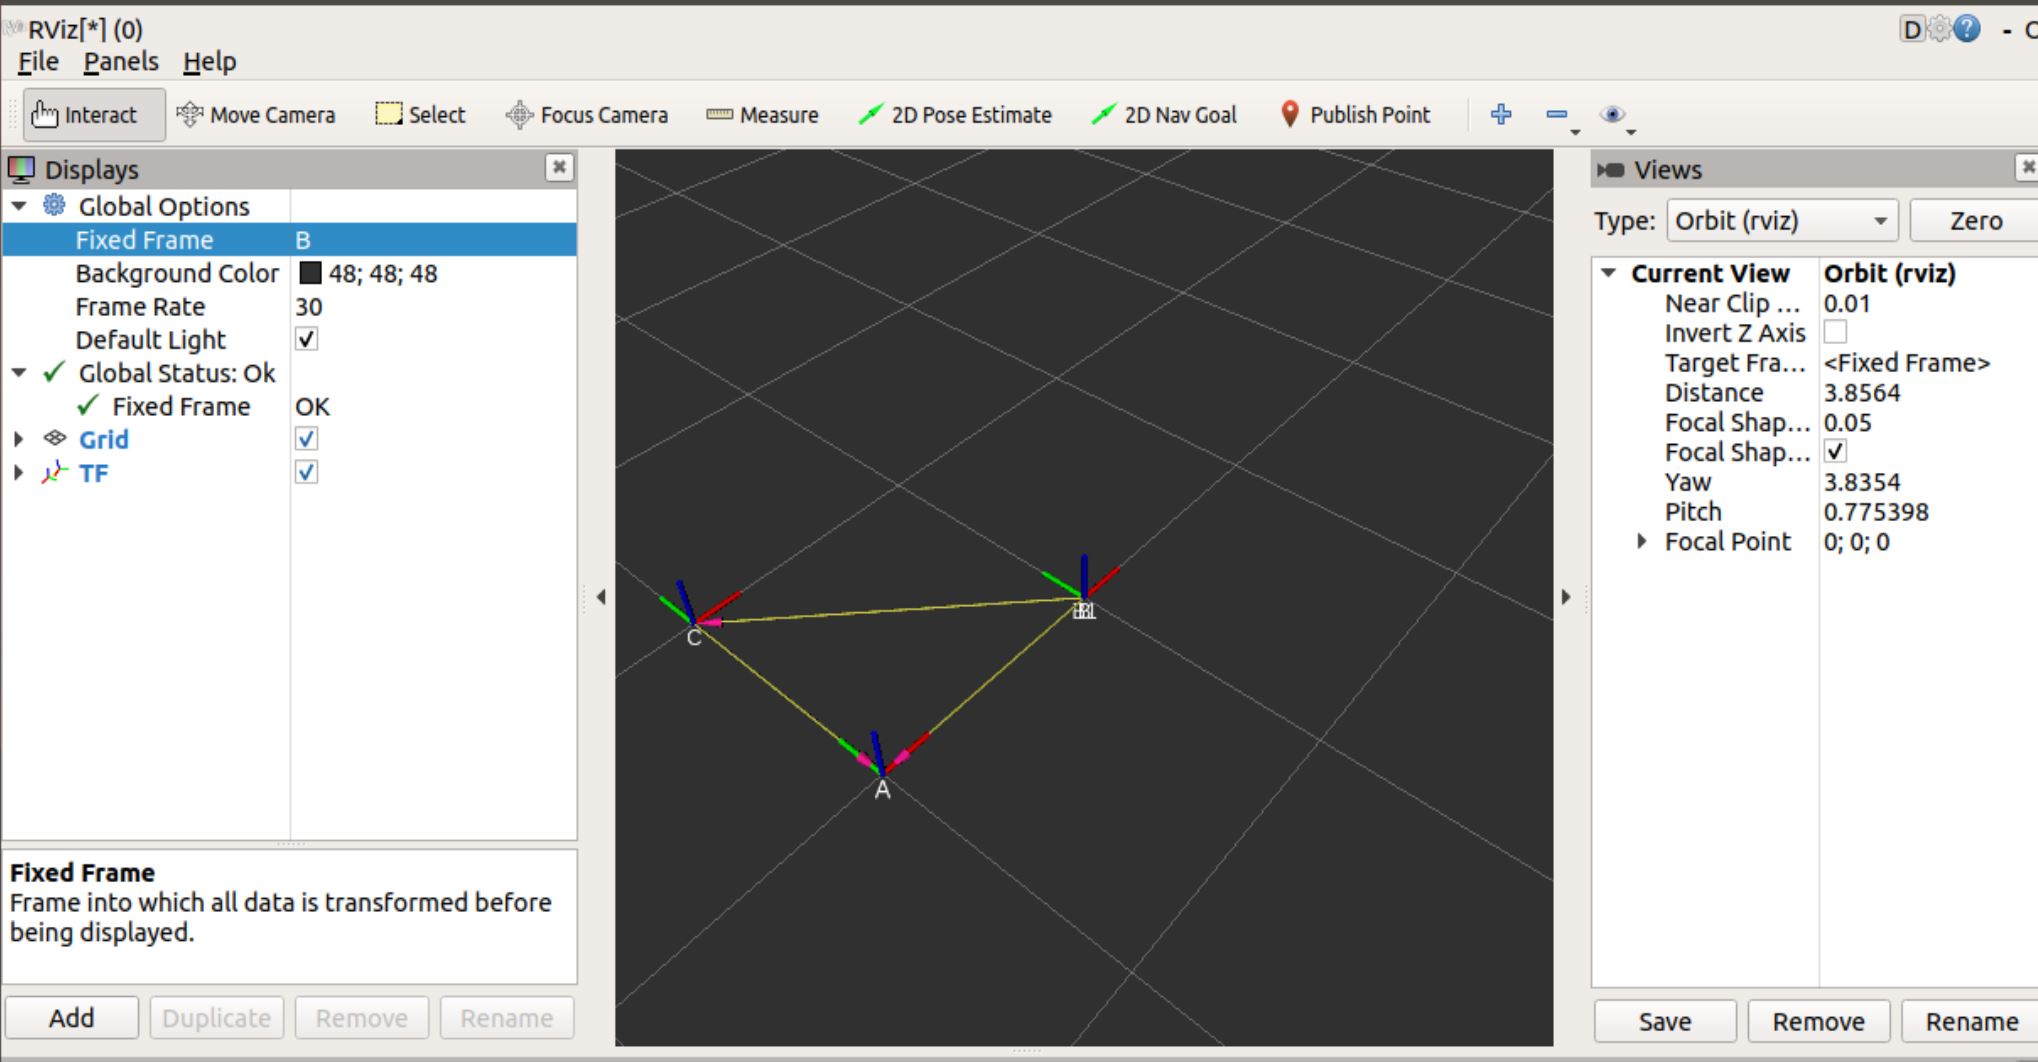 RViz[*] (0)
File Panels Help
Interact Move Camera Select Focus Camera Measure 2D Pose Estimate 2D Nav Goal Publish Point
Displays
Global Options
Fixed Frame B
Background Color 48; 48; 48
Frame Rate 30
Default Light
Global Status: Ok
Fixed Frame OK
Grid
TF
Fixed Frame
Frame into which all data is transformed before
being displayed.
Add Duplicate Remove Rename
C
A
Views
Type: Orbit (rviz) Zero
Current View Orbit (rviz)
Near Clip ... 0.01
Invert Z Axis
Target Fra... <Fixed Frame>
Distance 3.8564
Focal Shap... 0.05
Focal Shap...
Yaw 3.8354
Pitch 0.775398
Focal Point 0; 0; 0
Save Remove Rename